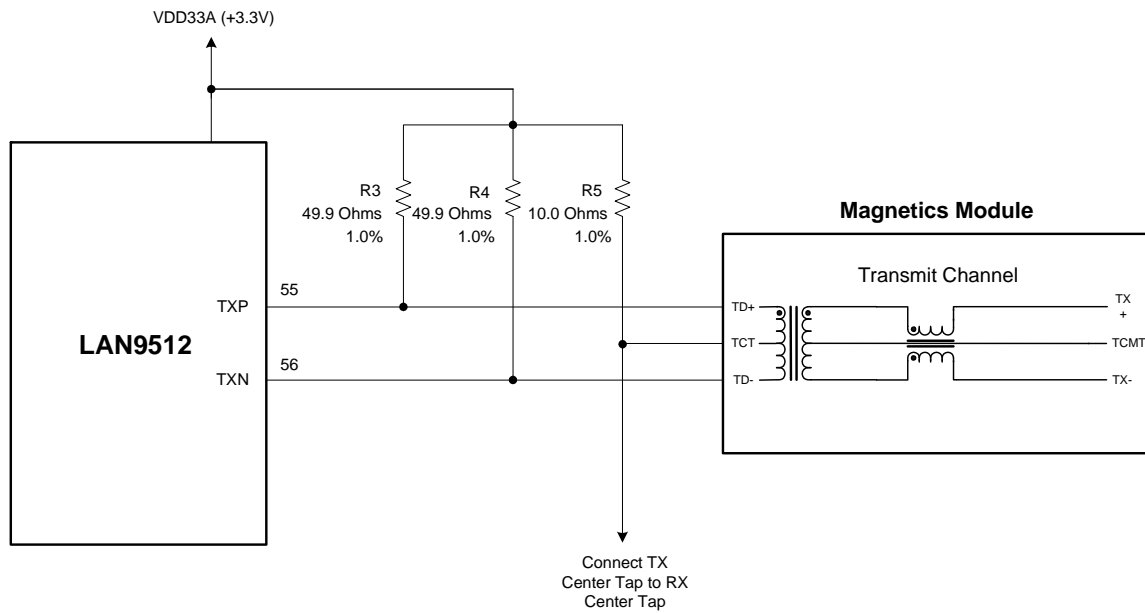 VDD33A (+3.3V)
R3
49.9 Ohms
1.0%
R4
49.9 Ohms
1.0%
R5
10.0 Ohms
1.0%
Magnetics Module
Transmit Channel
LAN9512
TXP
55
TXN
56
TD+
TCT
TD-
TX
+
TCMT
TX-
Connect TX
Center Tap to RX
Center Tap